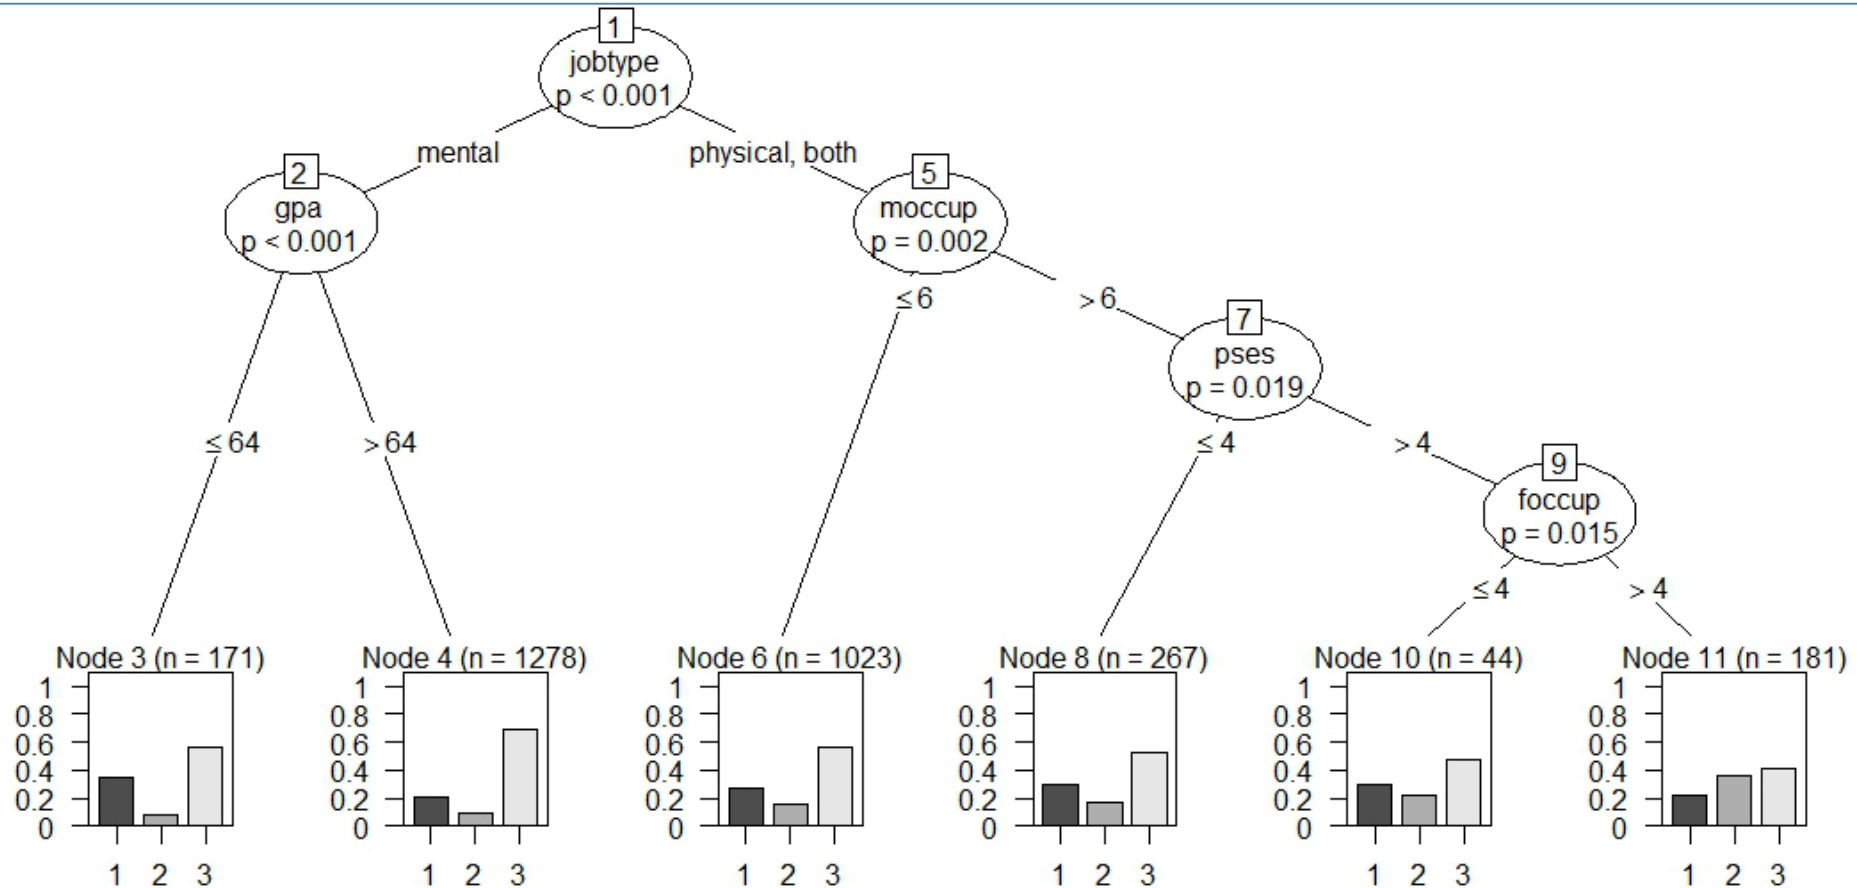 1
jobtype
p < 0.001
mental
physical, both
2
gpa
p < 0.001
5
moccup
p = 0.002
≤ 6
> 6
7
pses
p = 0.019
≤ 64
> 64
≤ 4
> 4
9
foccup
p = 0.015
≤ 4
> 4
Node 3 (n = 171)
1
0.8
0.6
0.4
0.2
0
1 2 3
Node 4 (n = 1278)
1
0.8
0.6
0.4
0.2
0
1 2 3
Node 6 (n = 1023)
1
0.8
0.6
0.4
0.2
0
1 2 3
Node 8 (n = 267)
1
0.8
0.6
0.4
0.2
0
1 2 3
Node 10 (n = 44)
1
0.8
0.6
0.4
0.2
0
1 2 3
Node 11 (n = 181)
1
0.8
0.6
0.4
0.2
0
1 2 3